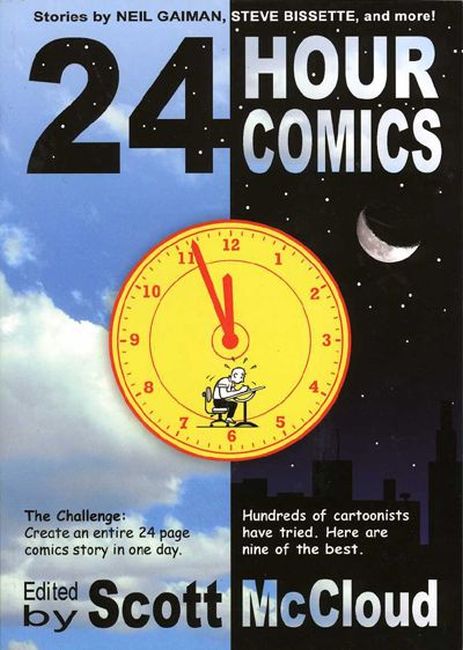 Stories by NEIL GAIMAN, STEVE BISSETTE, and more!
24 HOUR
COMICS
12
1
2
3
4
5
6
7
8
9
10
11
The Challenge:
Create an entire 24 page
comics story in one day.
Hundreds of cartoonists
have tried. Here are
nine of the best.
Edited
by Scott McCloud